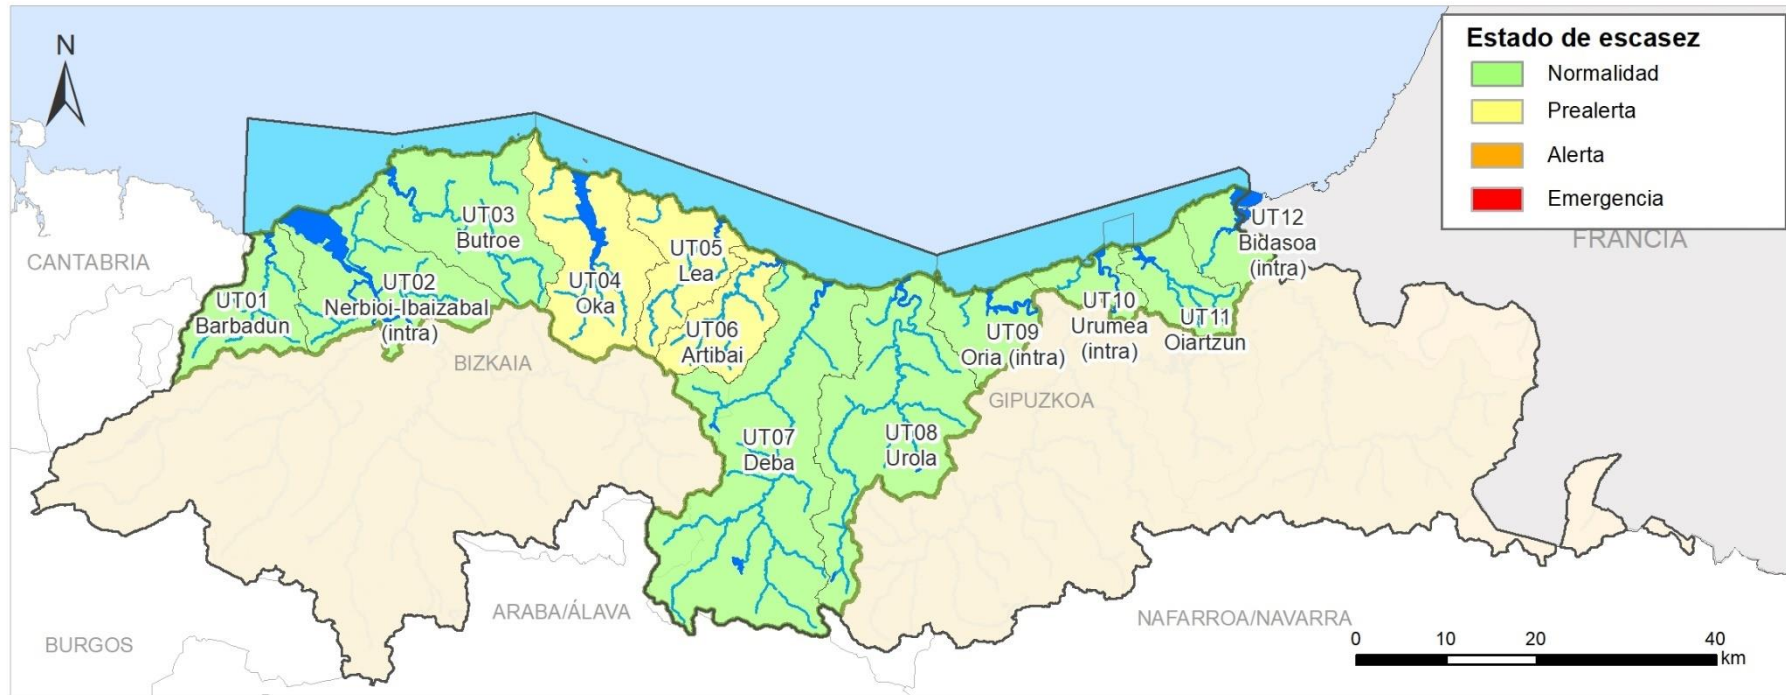 N
Estado de escasez
Normalidad
Prealerta
Alerta
Emergencia
CANTABRIA
FRANCIA
BIZKAIA
GIPUZKOA
ARABA/ÁLAVA
BURGOS
NAFARROA/NAVARRA
UT01
Barbadun
UT02
Nerbioi-Ibaizabal
(intra)
UT03
Butroe
UT04
Oka
UT05
Lea
UT06
Artibai
UT07
Deba
UT08
Urola
UT09
Oria (intra)
UT10
Urumea
(intra)
UT11
Oiartzun
UT12
Bidasoa
(intra)
0 10 20 40
km